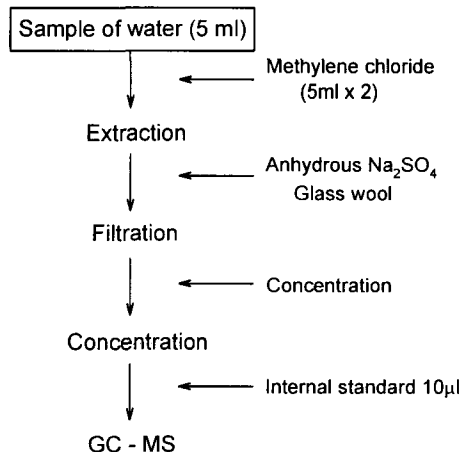 Sample of water (5 ml)
Methylene chloride
(5ml x 2)
Extraction
Anhydrous Na₂SO₄
Glass wool
Filtration
Concentration
Concentration
Internal standard 10μl
GC - MS